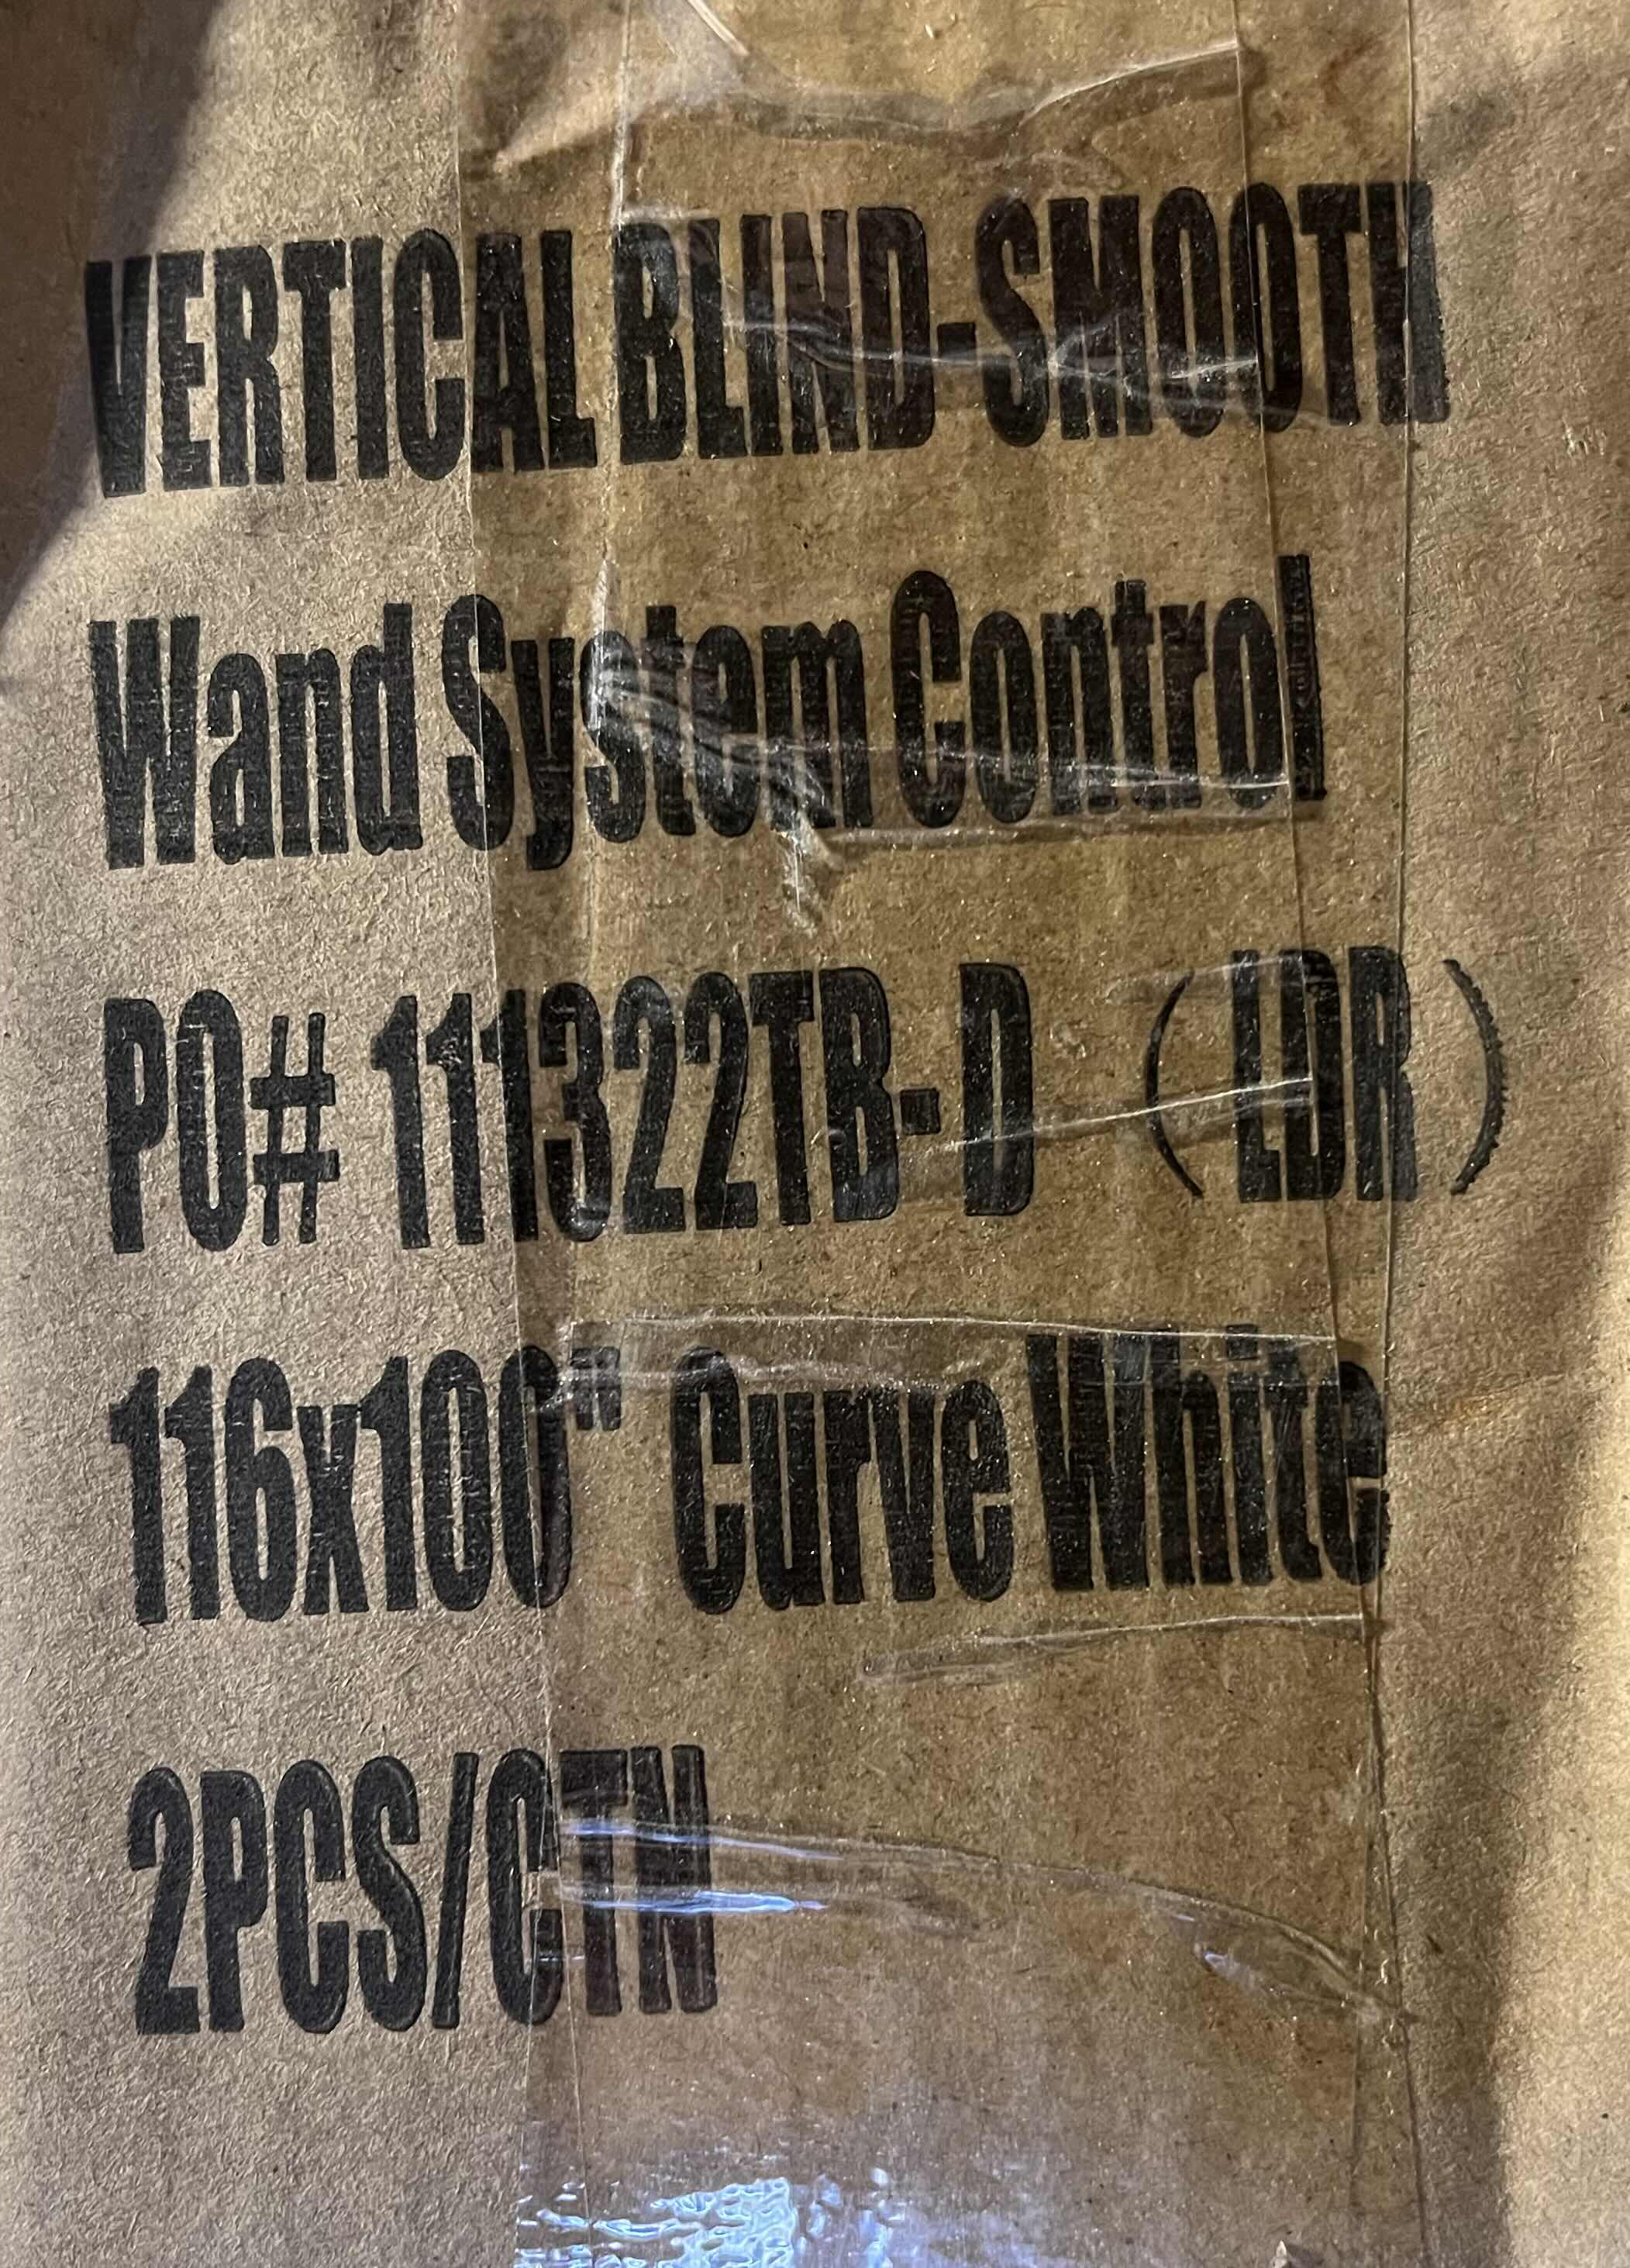 VERTICAL BLIND-SMOOTH
Wand System Control
PO# 111322TB-D (LDR)
116x100" Curve White
2PCS/CTN